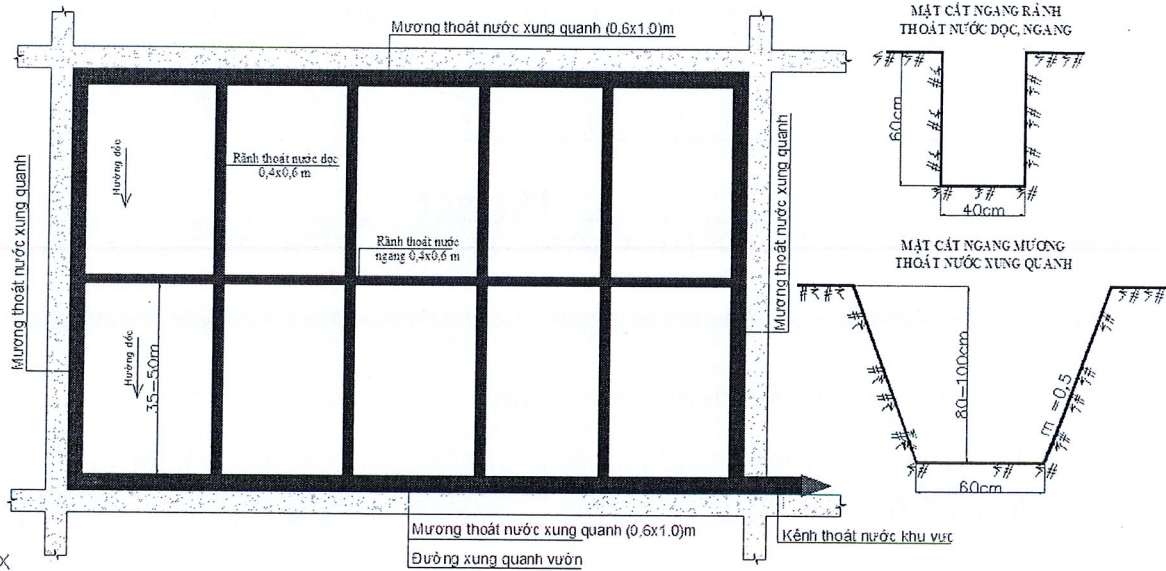 Mương thoát nước xung quanh (0,6x1.0)m
Mương thoát nước xung quanh
Hướng dốc
Rãnh thoát nước dọc
0,4x0,6 m
Rãnh thoát nước
ngang 0,4x0,6 m
Hướng dốc
35-50m
Mương thoát nước xung quanh
Mương thoát nước xung quanh (0,6x1.0)m
Đường xung quanh vườn
Kênh thoát nước khu vực
MẶT CẮT NGANG RÃNH
THOÁT NƯỚC DỌC, NGANG
60cm
40cm
MẶT CẮT NGANG MƯƠNG
THOÁT NƯỚC XUNG QUANH
80-100cm
m =0,5
60cm
X